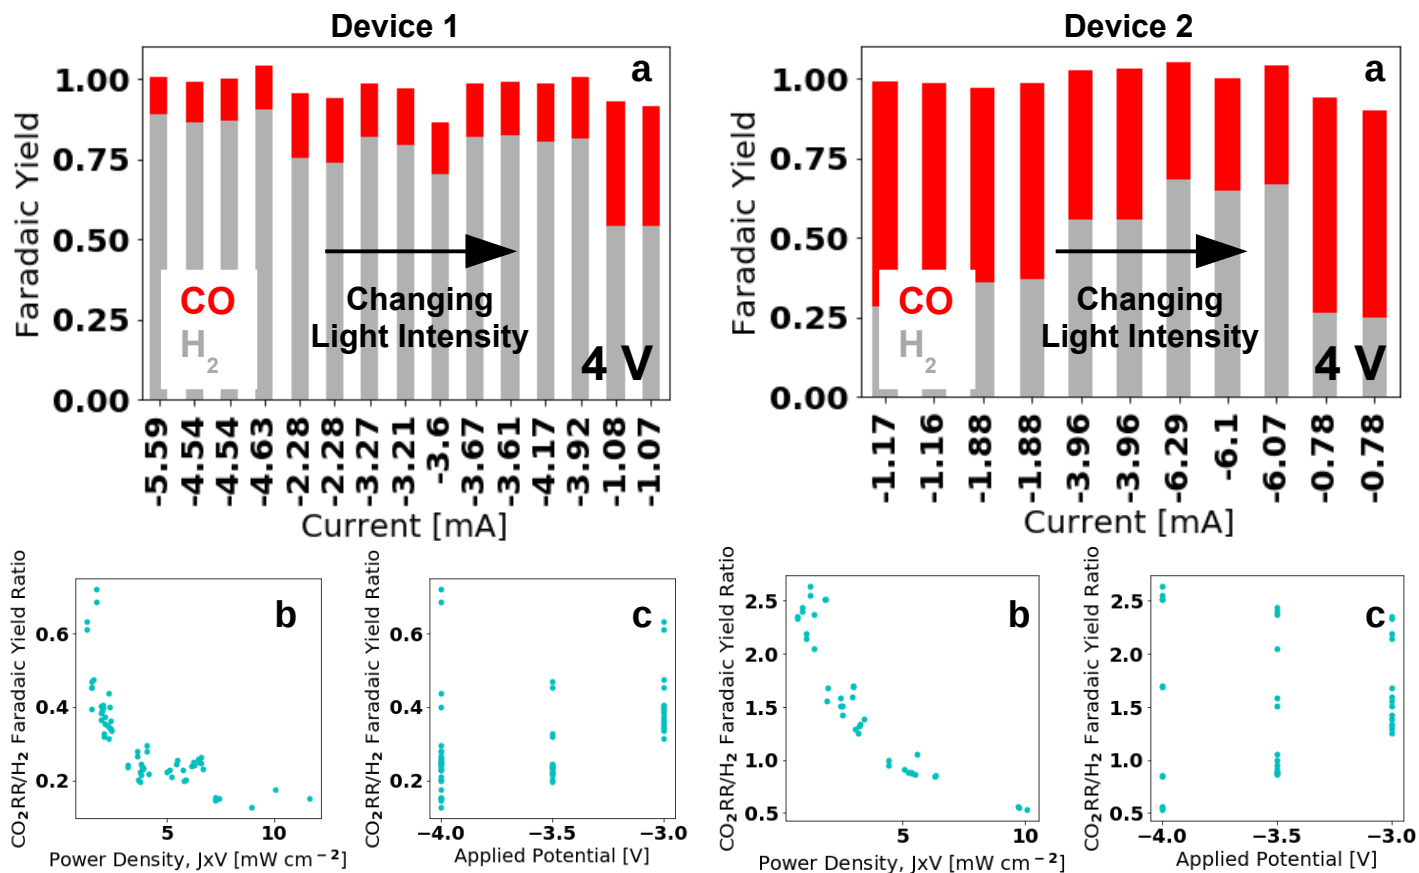 Device 1
a
Faradaic Yield
1.00
0.75
0.50
0.25
0.00
CO
H₂
Changing
Light Intensity
4 V
-5.59
-4.54
-4.54
-4.63
-2.28
-2.28
-3.27
-3.21
-3.6
-3.67
-3.61
-4.17
-3.92
-1.08
-1.07
Current [mA]
Device 2
a
Faradaic Yield
1.00
0.75
0.50
0.25
0.00
CO
H₂
Changing
Light Intensity
4 V
-1.17
-1.16
-1.88
-1.88
-3.96
-3.96
-6.29
-6.1
-6.07
-0.78
-0.78
Current [mA]
b
CO₂RR/H₂ Faradaic Yield Ratio
0.6
0.4
0.2
5
10
Power Density, JxV [mW cm⁻²]
c
CO₂RR/H₂ Faradaic Yield Ratio
0.6
0.4
0.2
−4.0
−3.5
−3.0
Applied Potential [V]
b
CO₂RR/H₂ Faradaic Yield Ratio
2.5
2.0
1.5
1.0
0.5
5
10
Power Density, JxV [mW cm⁻²]
c
CO₂RR/H₂ Faradaic Yield Ratio
2.5
2.0
1.5
1.0
0.5
−4.0
−3.5
−3.0
Applied Potential [V]